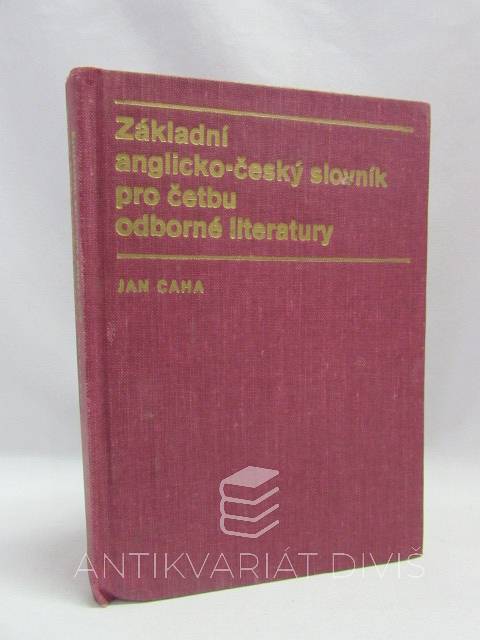 Základní
anglicko-český slovník
pro četbu
odborné literatury
JAN CAHA
ANTIKVARIÁT DIVIŠ